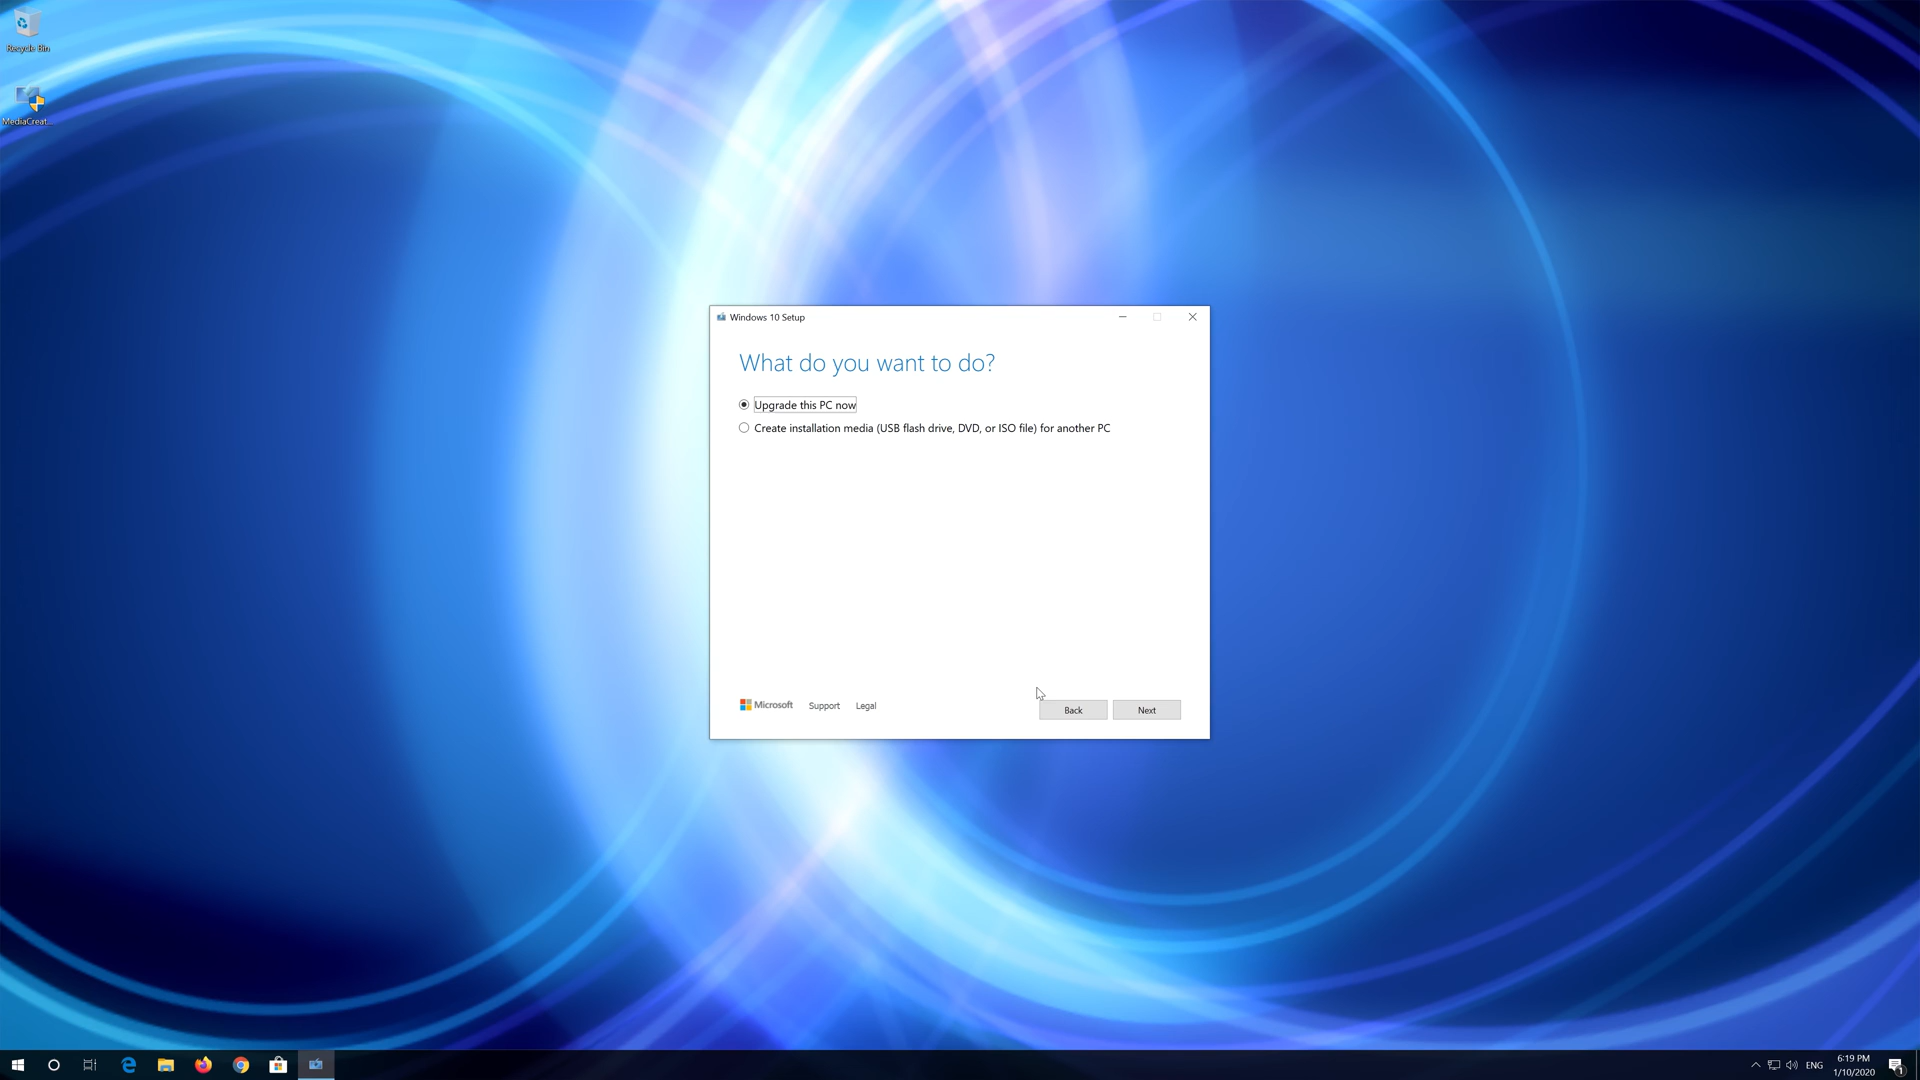 Recycle Bin
MediaCreat...
Windows 10 Setup
What do you want to do?
Upgrade this PC now
Create installation media (USB flash drive, DVD, or ISO file) for another PC
Microsoft Support Legal
Back Next
ENG
6:19 PM
1/10/2020
1